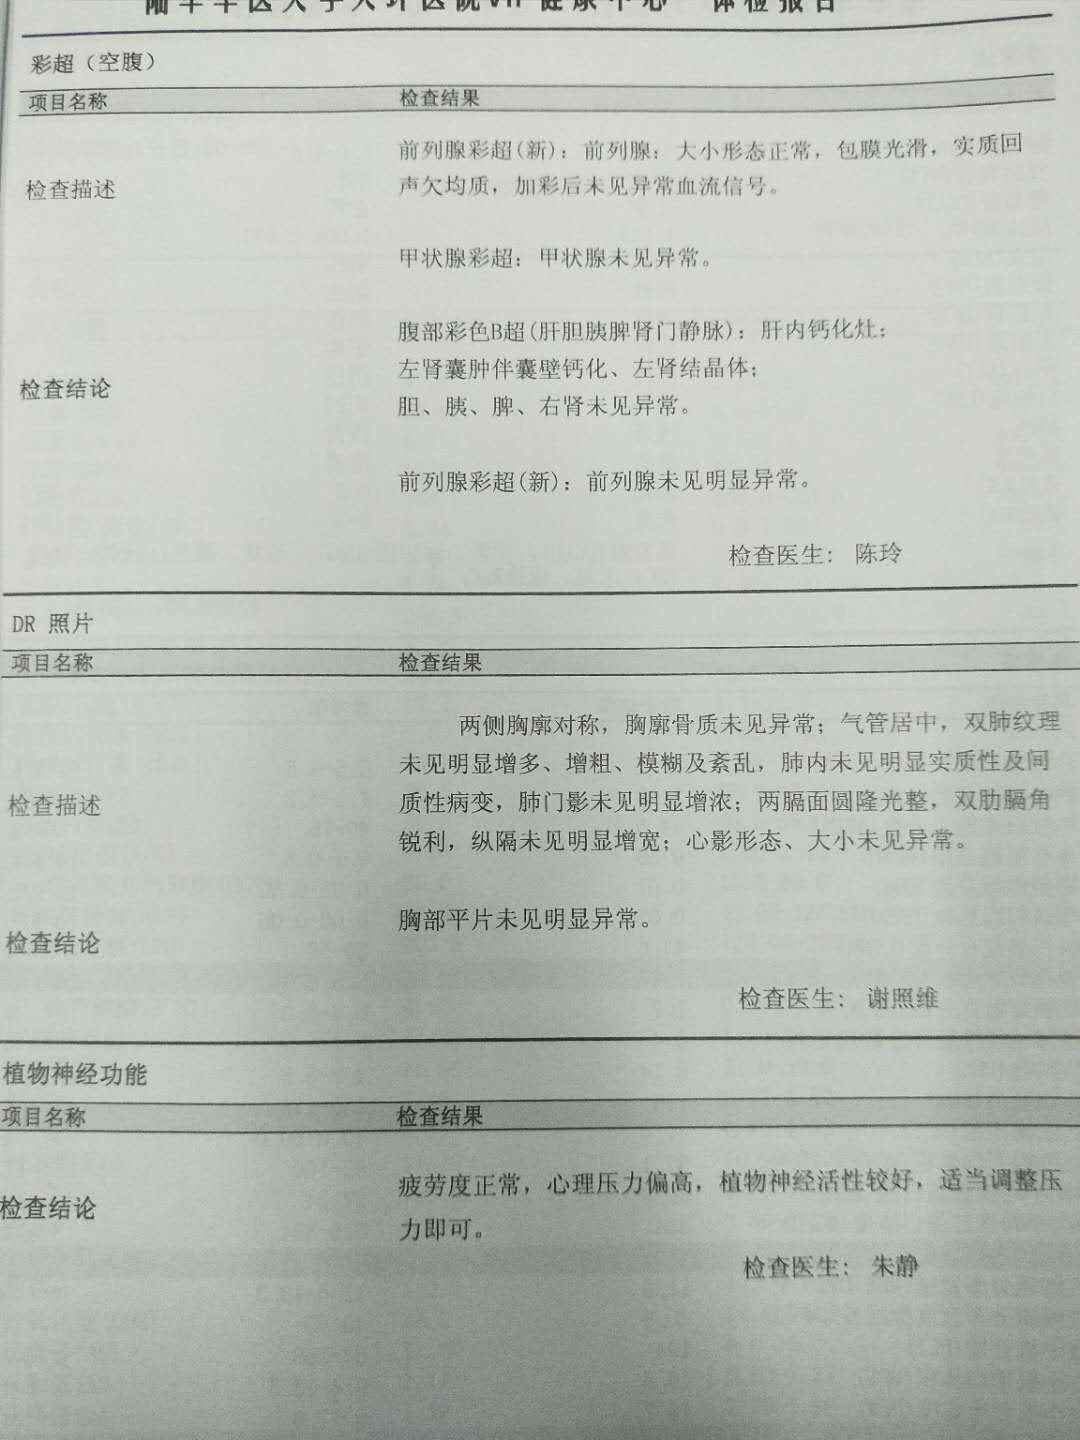 体检报告
彩超（空腹）
项目名称 检查结果
检查描述
前列腺彩超(新)：前列腺：大小形态正常，包膜光滑，实质回
声欠均质，加彩后未见异常血流信号。
甲状腺彩超：甲状腺未见异常。
检查结论
腹部彩色B超(肝胆胰脾肾门静脉)：肝内钙化灶；
左肾囊肿伴囊壁钙化、左肾结晶体；
胆、胰、脾、右肾未见异常。
前列腺彩超(新)：前列腺未见明显异常。
检查医生： 陈玲
DR 照片
项目名称 检查结果
检查描述
两侧胸廓对称，胸廓骨质未见异常；气管居中，双肺纹理
未见明显增多、增粗、模糊及紊乱，肺内未见明显实质性及间
质性病变，肺门影未见明显增浓；两膈面圆隆光整，双肋膈角
锐利，纵隔未见明显增宽；心影形态、大小未见异常。
检查结论
胸部平片未见明显异常。
检查医生： 谢照维
植物神经功能
项目名称 检查结果
检查结论
疲劳度正常，心理压力偏高，植物神经活性较好，适当调整压
力即可。
检查医生： 朱静